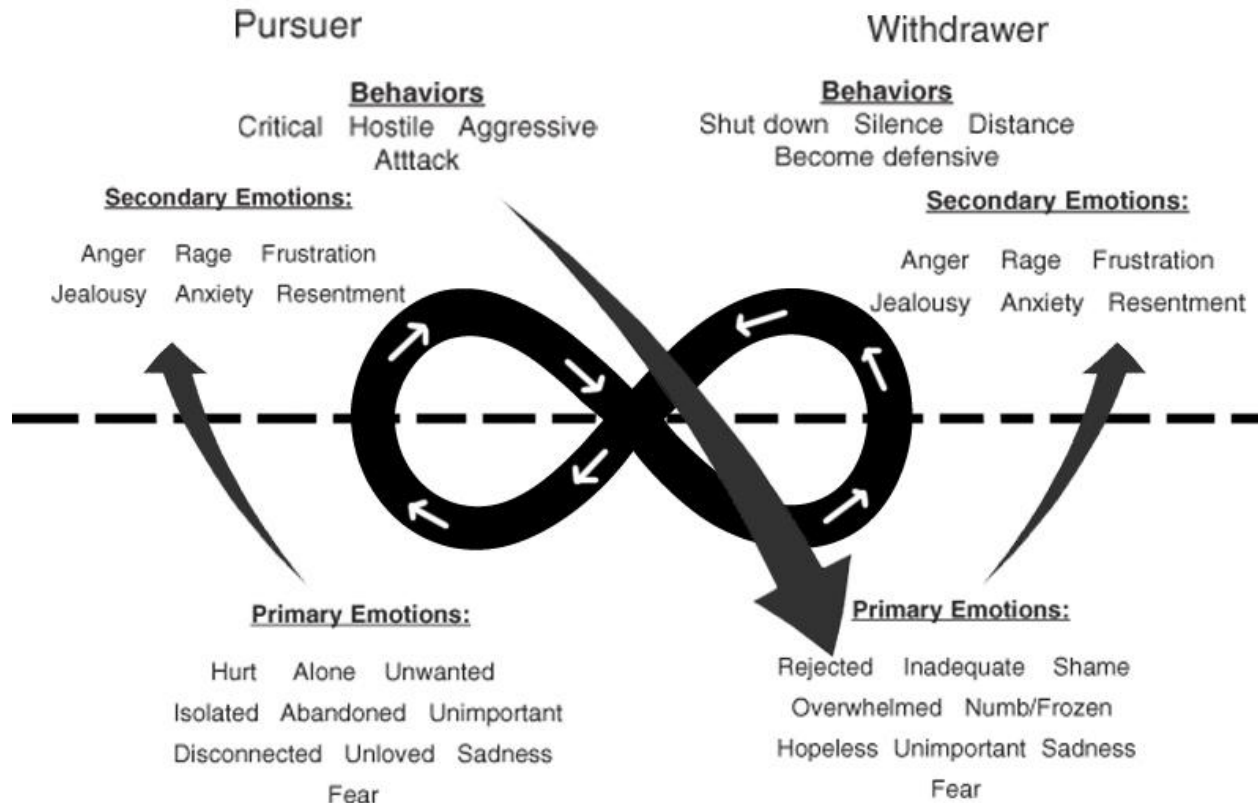 Pursuer
Behaviors
Critical Hostile Aggressive
Atttack
Secondary Emotions:
Anger Rage Frustration
Jealousy Anxiety Resentment
Primary Emotions:
Hurt Alone Unwanted
Isolated Abandoned Unimportant
Disconnected Unloved Sadness
Fear
Withdrawer
Behaviors
Shut down Silence Distance
Become defensive
Secondary Emotions:
Anger Rage Frustration
Jealousy Anxiety Resentment
Primary Emotions:
Rejected Inadequate Shame
Overwhelmed Numb/Frozen
Hopeless Unimportant Sadness
Fear